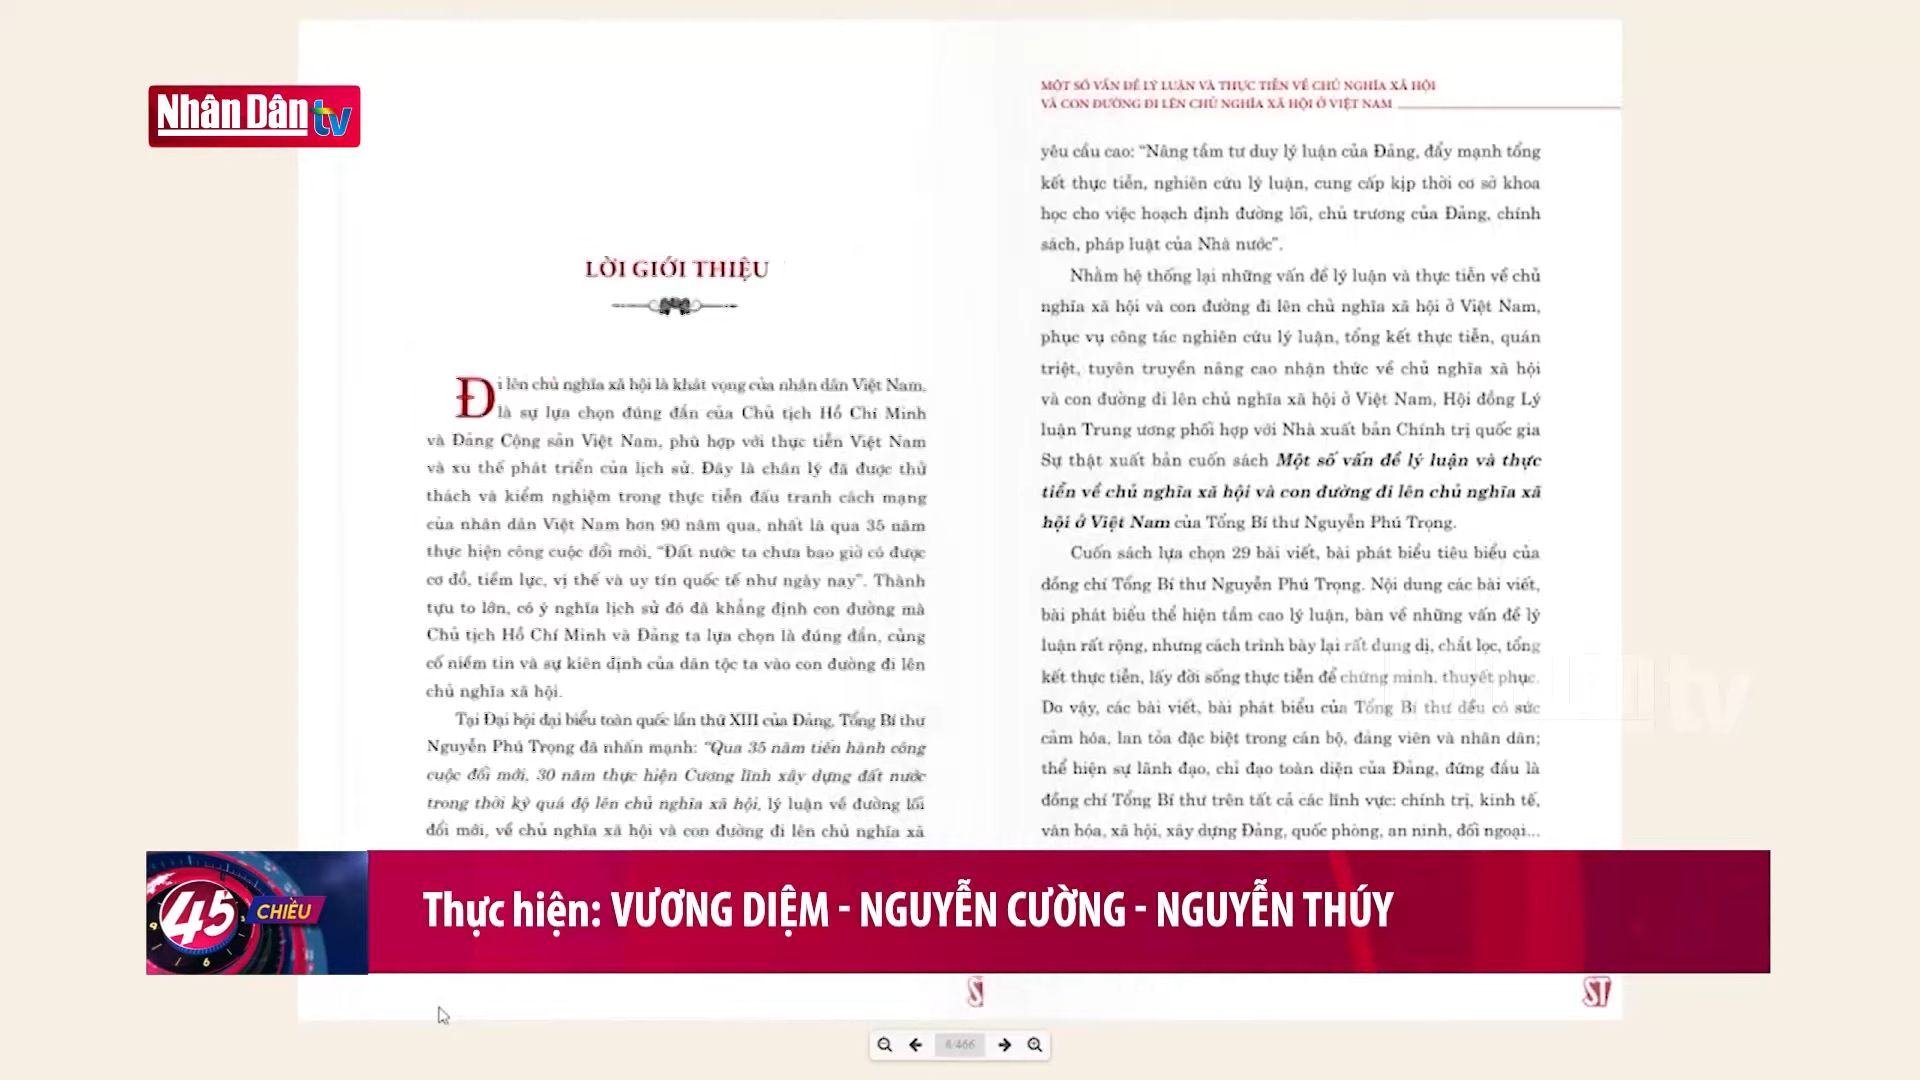 Nhân Dân tv
LỜI GIỚI THIỆU
Đi lên chủ nghĩa xã hội là khát vọng của nhân dân Việt Nam,
là sự lựa chọn đúng đắn của Chủ tịch Hồ Chí Minh
và Đảng Cộng sản Việt Nam, phù hợp với thực tiễn Việt Nam
và xu thế phát triển của lịch sử. Đây là chân lý đã được thử
thách và kiểm nghiệm trong thực tiễn đấu tranh cách mạng
của nhân dân Việt Nam hơn 90 năm qua, nhất là qua 35 năm
thực hiện công cuộc đổi mới, “Đất nước ta chưa bao giờ có được
cơ đồ, tiềm lực, vị thế và uy tín quốc tế như ngày nay”. Thành
tựu to lớn, có ý nghĩa lịch sử đó đã khẳng định con đường mà
Chủ tịch Hồ Chí Minh và Đảng ta lựa chọn là đúng đắn, củng
cố niềm tin và sự kiên định của dân tộc ta vào con đường đi lên
chủ nghĩa xã hội.
Tại Đại hội đại biểu toàn quốc lần thứ XIII của Đảng, Tổng Bí thư
Nguyễn Phú Trọng đã nhấn mạnh: “Qua 35 năm tiến hành công
cuộc đổi mới, 30 năm thực hiện Cương lĩnh xây dựng đất nước
trong thời kỳ quá độ lên chủ nghĩa xã hội, lý luận về đường lối
đổi mới, về chủ nghĩa xã hội và con đường đi lên chủ nghĩa xã
MỘT SỐ VẤN ĐỀ LÝ LUẬN VÀ THỰC TIỄN VỀ CHỦ NGHĨA XÃ HỘI
VÀ CON ĐƯỜNG ĐI LÊN CHỦ NGHĨA XÃ HỘI Ở VIỆT NAM
yêu cầu cao: “Nâng tầm tư duy lý luận của Đảng, đẩy mạnh tổng
kết thực tiễn, nghiên cứu lý luận, cung cấp kịp thời cơ sở khoa
học cho việc hoạch định đường lối, chủ trương của Đảng, chính
sách, pháp luật của Nhà nước”.
Nhằm hệ thống lại những vấn đề lý luận và thực tiễn về chủ
nghĩa xã hội và con đường đi lên chủ nghĩa xã hội ở Việt Nam,
phục vụ công tác nghiên cứu lý luận, tổng kết thực tiễn, quán
triệt, tuyên truyền nâng cao nhận thức về chủ nghĩa xã hội
và con đường đi lên chủ nghĩa xã hội ở Việt Nam, Hội đồng Lý
luận Trung ương phối hợp với Nhà xuất bản Chính trị quốc gia
Sự thật xuất bản cuốn sách Một số vấn đề lý luận và thực
tiễn về chủ nghĩa xã hội và con đường đi lên chủ nghĩa xã
hội ở Việt Nam của Tổng Bí thư Nguyễn Phú Trọng.
Cuốn sách lựa chọn 29 bài viết, bài phát biểu tiêu biểu của
đồng chí Tổng Bí thư Nguyễn Phú Trọng. Nội dung các bài viết,
bài phát biểu thể hiện tầm cao lý luận, bàn về những vấn đề lý
luận rất rộng, nhưng cách trình bày lại rất dung dị, chắt lọc, tổng
kết thực tiễn, lấy đời sống thực tiễn để chứng minh, thuyết phục.
Do vậy, các bài viết, bài phát biểu của Tổng Bí thư đều có sức
cảm hóa, lan tỏa đặc biệt trong cán bộ, đảng viên và nhân dân;
thể hiện sự lãnh đạo, chỉ đạo toàn diện của Đảng, đứng đầu là
đồng chí Tổng Bí thư trên tất cả các lĩnh vực: chính trị, kinh tế,
văn hóa, xã hội, xây dựng Đảng, quốc phòng, an ninh, đối ngoại...
tv
45' CHIỀU
9 3 6
Thực hiện: VƯƠNG DIỆM - NGUYỄN CƯỜNG - NGUYỄN THÚY
ST
8/466